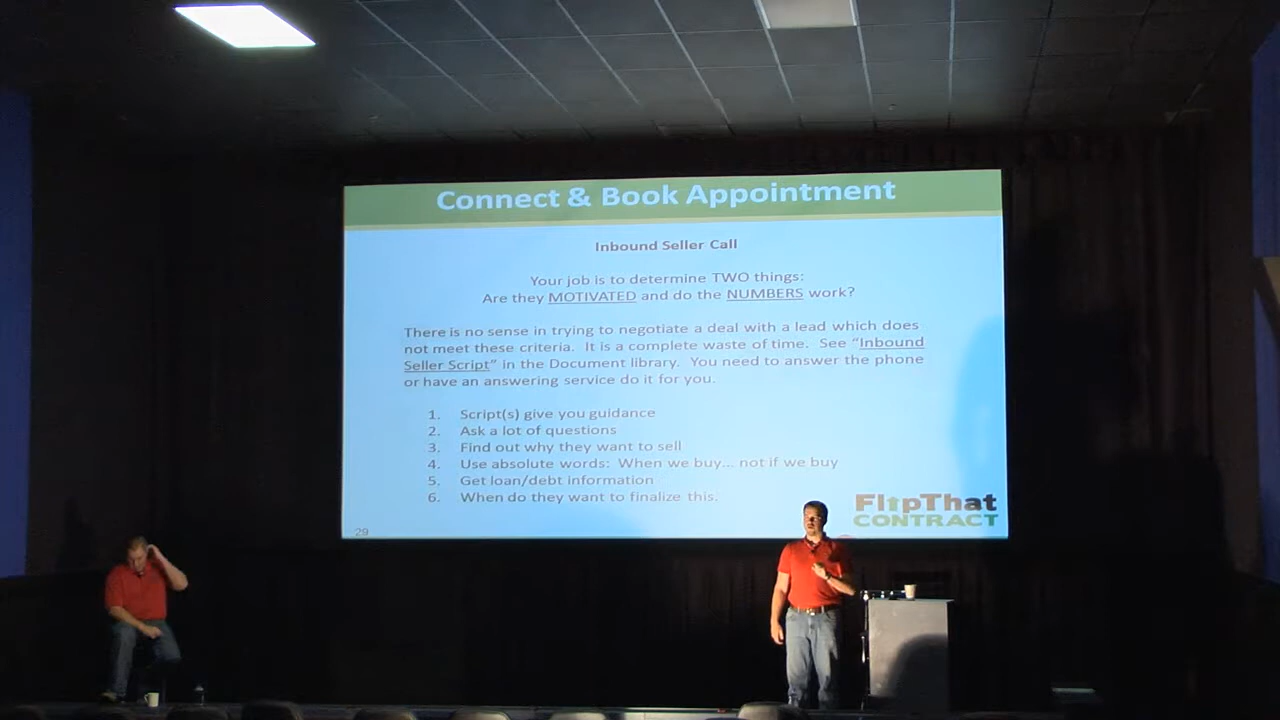 Connect & Book Appointment
Inbound Seller Call
Your job is to determine TWO things:
Are they MOTIVATED and do the NUMBERS work?
There is no sense in trying to negotiate a deal with a lead which does
not meet these criteria. It is a complete waste of time. See “Inbound
Seller Script” in the Document library. You need to answer the phone
or have an answering service do it for you.
1. Script(s) give you guidance
2. Ask a lot of questions
3. Find out why they want to sell
4. Use absolute words: When we buy... not if we buy
5. Get loan/debt information
6. When do they want to finalize this.
FlipThat
CONTRACT
29